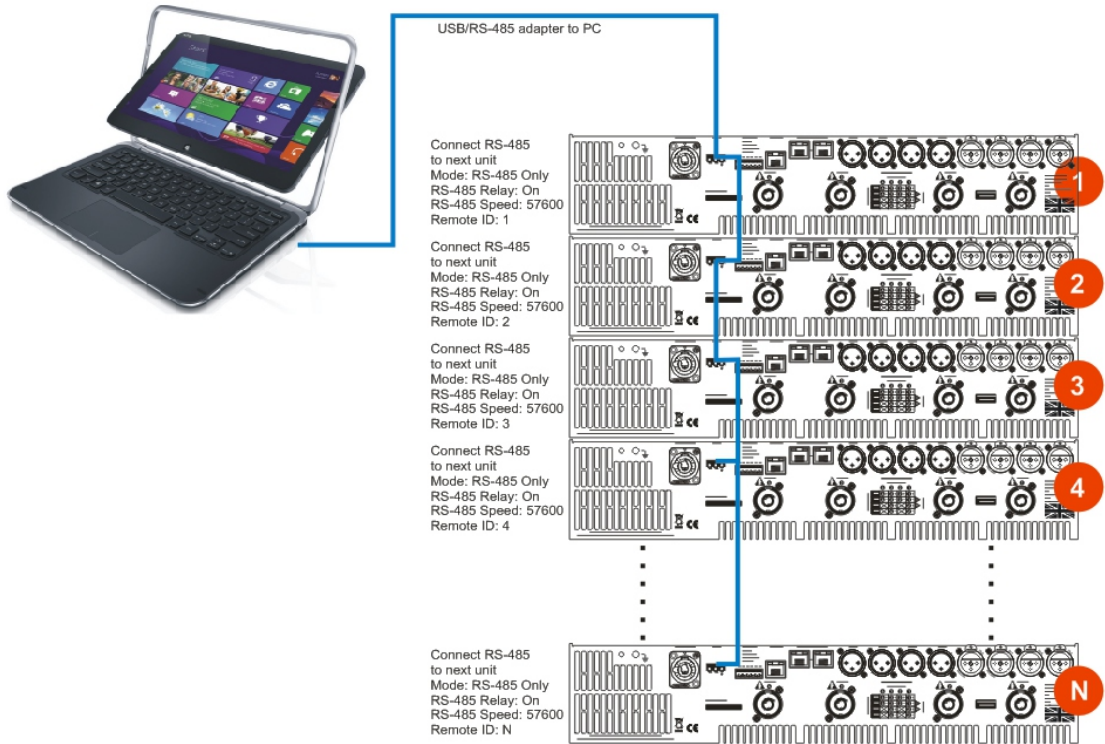 USB/RS-485 adapter to PC
Connect RS-485
to next unit
Mode: RS-485 Only
RS-485 Relay: On
RS-485 Speed: 57600
Remote ID: 1
1
Connect RS-485
to next unit
Mode: RS-485 Only
RS-485 Relay: On
RS-485 Speed: 57600
Remote ID: 2
2
Connect RS-485
to next unit
Mode: RS-485 Only
RS-485 Relay: On
RS-485 Speed: 57600
Remote ID: 3
3
Connect RS-485
to next unit
Mode: RS-485 Only
RS-485 Relay: On
RS-485 Speed: 57600
Remote ID: 4
4
Connect RS-485
to next unit
Mode: RS-485 Only
RS-485 Relay: On
RS-485 Speed: 57600
Remote ID: N
N